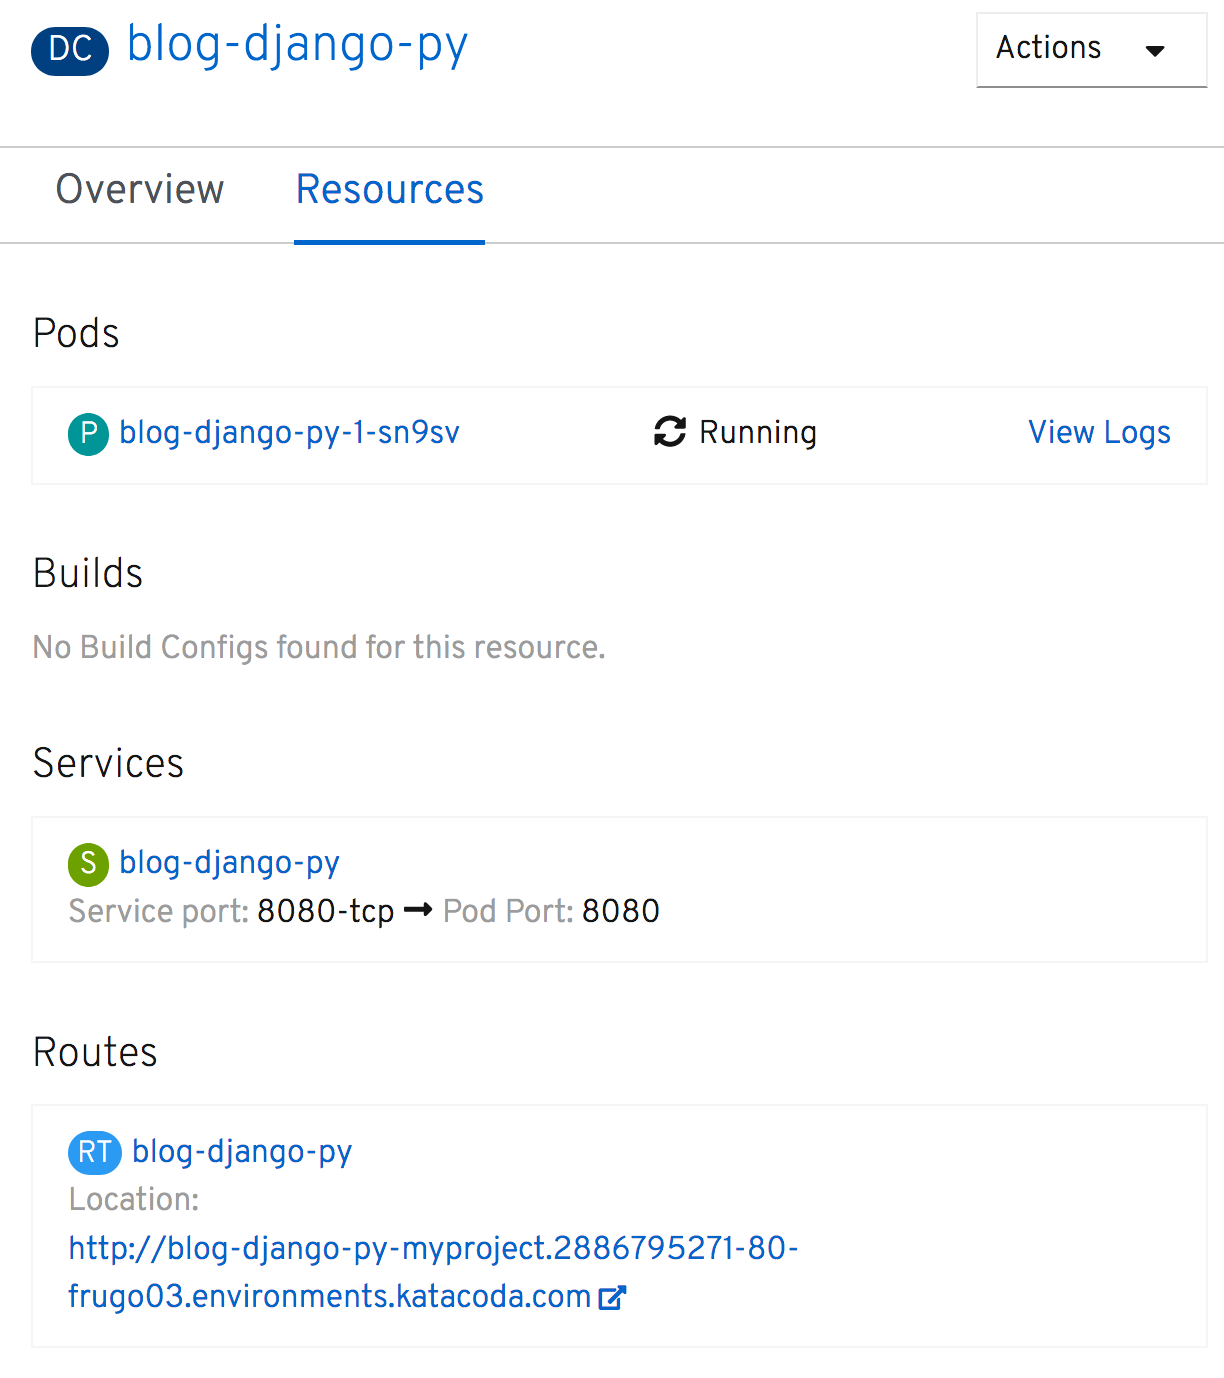 DC blog-django-py
Actions
Overview Resources
Pods
P blog-django-py-1-sn9sv Running View Logs
Builds
No Build Configs found for this resource.
Services
S blog-django-py
Service port: 8080-tcp → Pod Port: 8080
Routes
RT blog-django-py
Location:
http://blog-django-py-myproject.2886795271-80-
frugo03.environments.katacoda.com